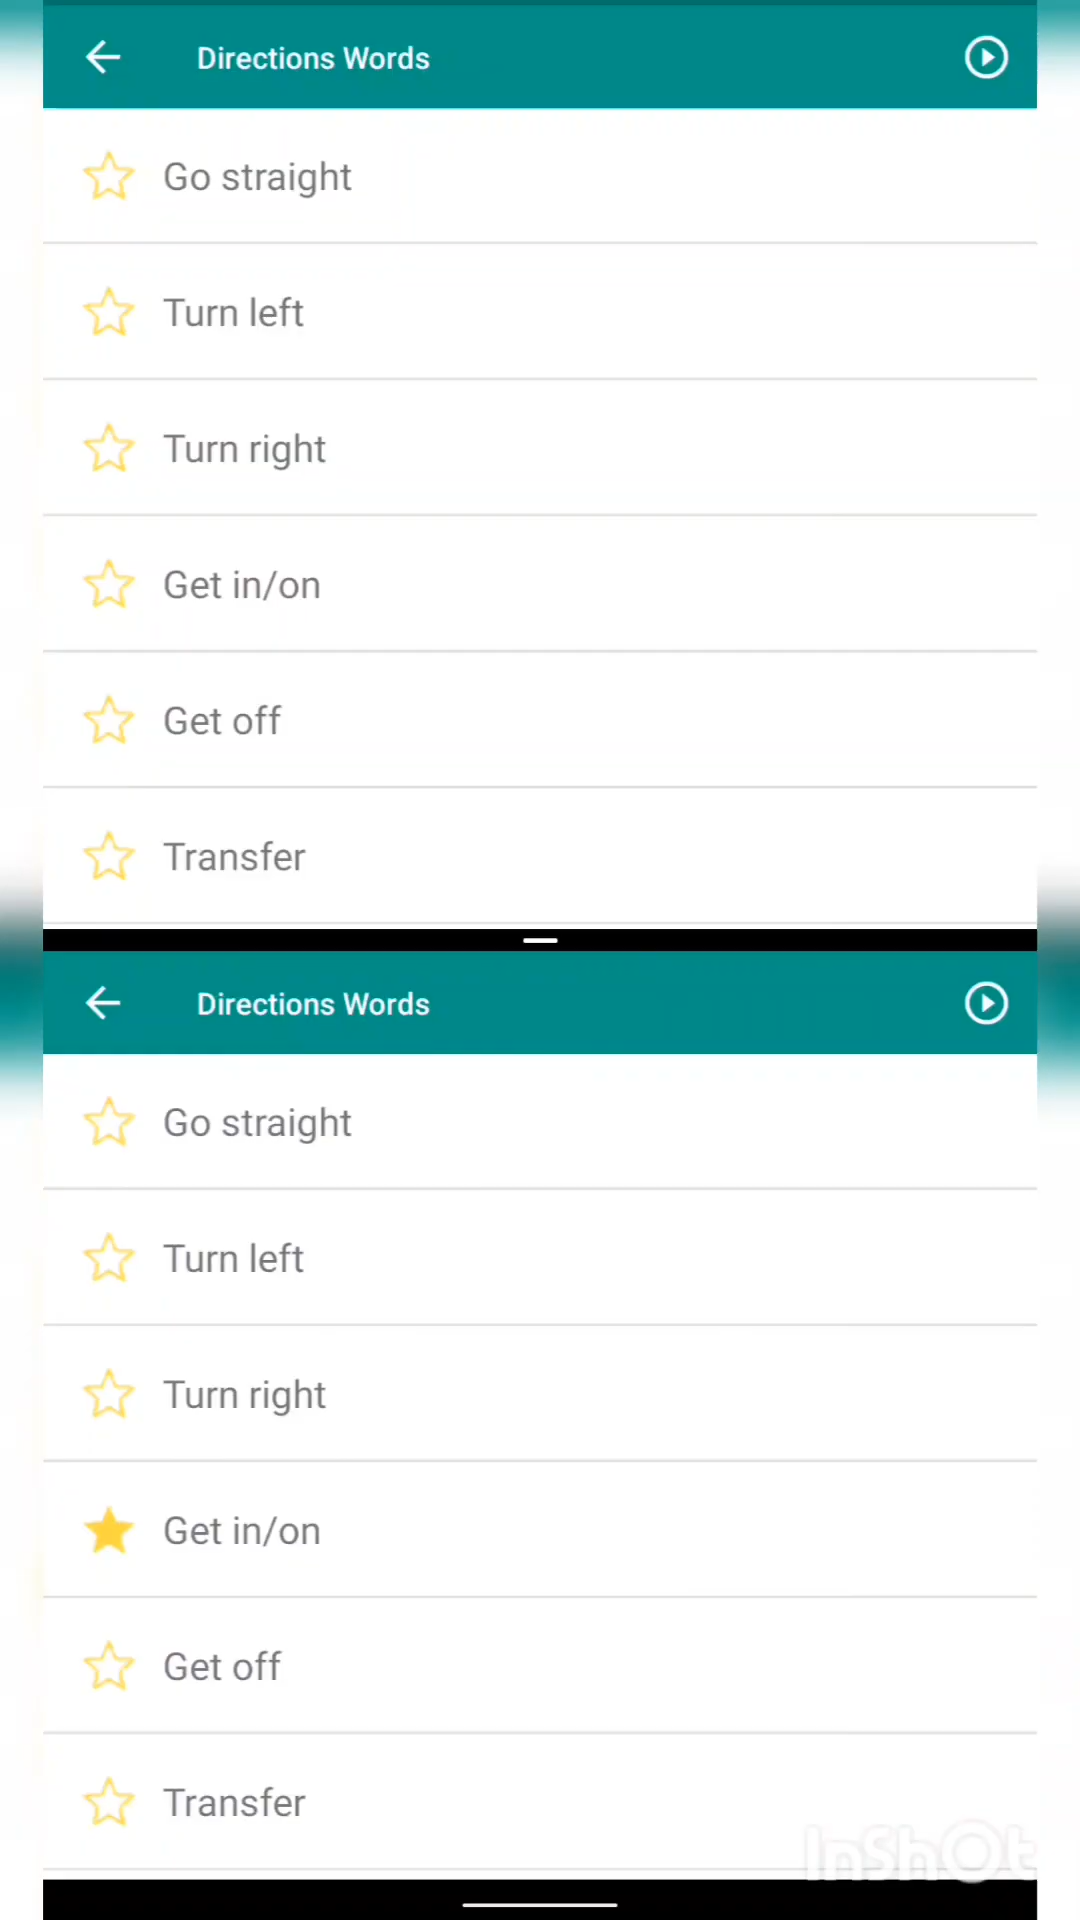 Directions Words
Go straight
Turn left
Turn right
Get in/on
Get off
Transfer
Directions Words
Go straight
Turn left
Turn right
Get in/on
Get off
Transfer
InShOt